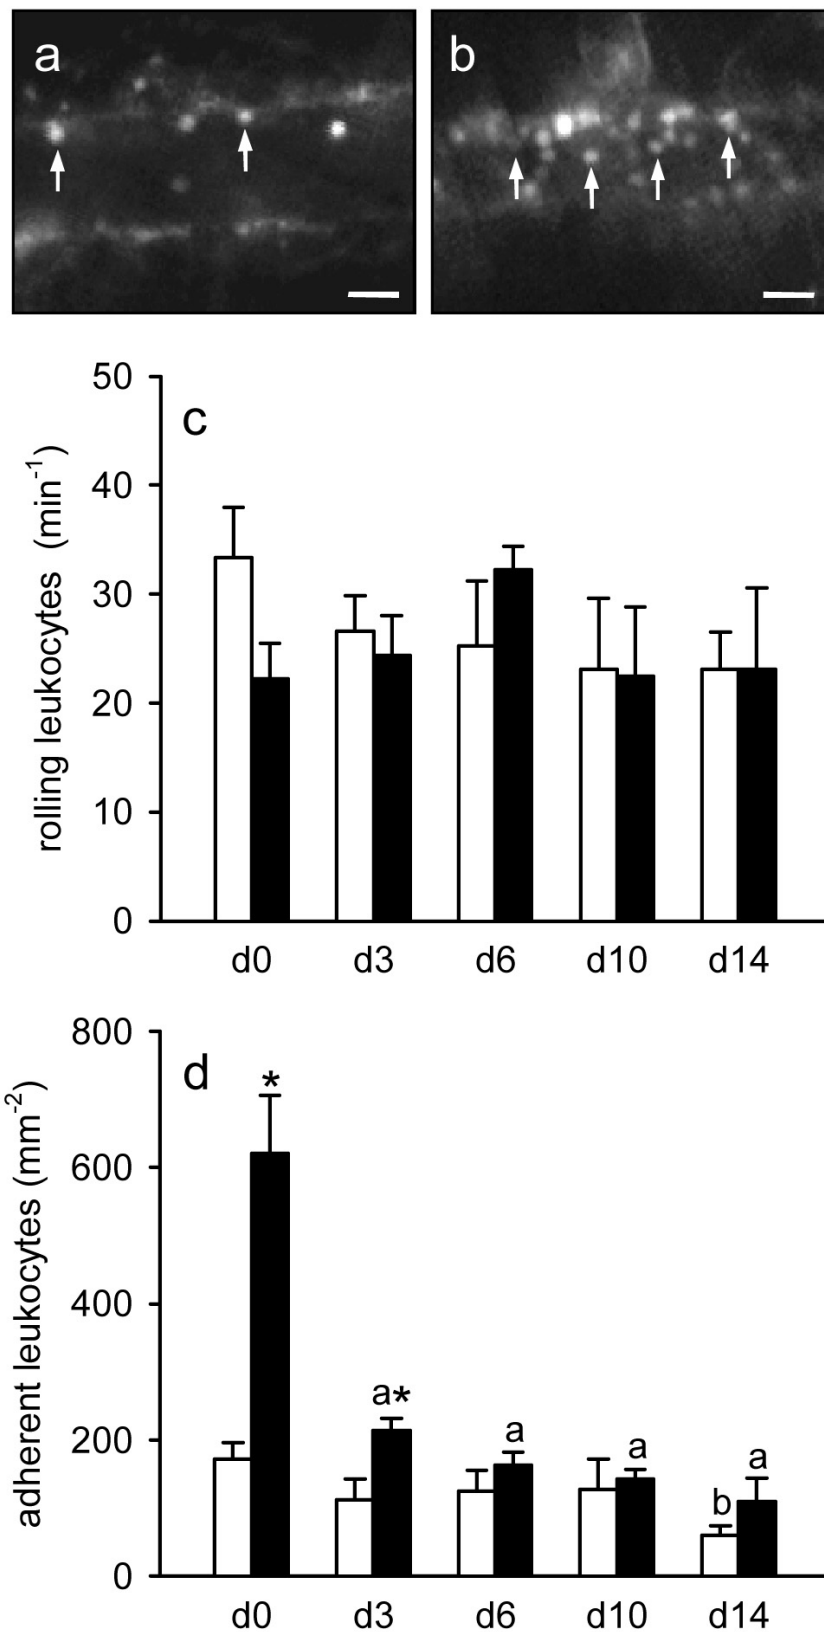 a
b
50
40
30
20
10
0
rolling leukocytes (min⁻¹)
c
d0 d3 d6 d10 d14
800
600
400
200
0
adherent leukocytes (mm⁻²)
d
*
a*
a
a
b
a
d0 d3 d6 d10 d14